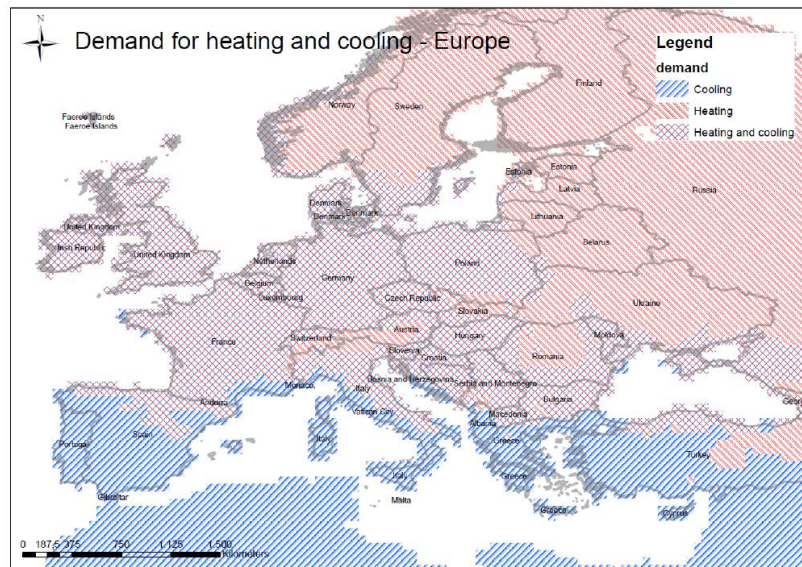 N
Demand for heating and cooling - Europe
Legend
demand
Cooling
Heating
Heating and cooling
Faeroe Islands
Faeroe Islands
Norway
Sweden
Finland
Russia
Estonia
Estonia
Latvia
Lithuania
Denmark
Denmark
Denmark
United Kingdom
Irish Republic
United Kingdom
Belarus
Netherlands
Belgium
Germany
Poland
Luxembourg
Czech Republic
Ukraine
Slovakia
France
Switzerland
Austria
Hungary
Moldova
Slovenia
Croatia
Romania
Bosnia and Herzegovina
Serbia and Montenegro
Monaco
Italy
Andorra
Bulgaria
Georg
Vatican City
Macedonia
Albania
Portugal
Spain
Italy
Greece
Turkey
Italy
Greece
Gibraltar
Malta
Greece
Cyprus
0 187,5 375 750 1.125 1.500
Kilometers